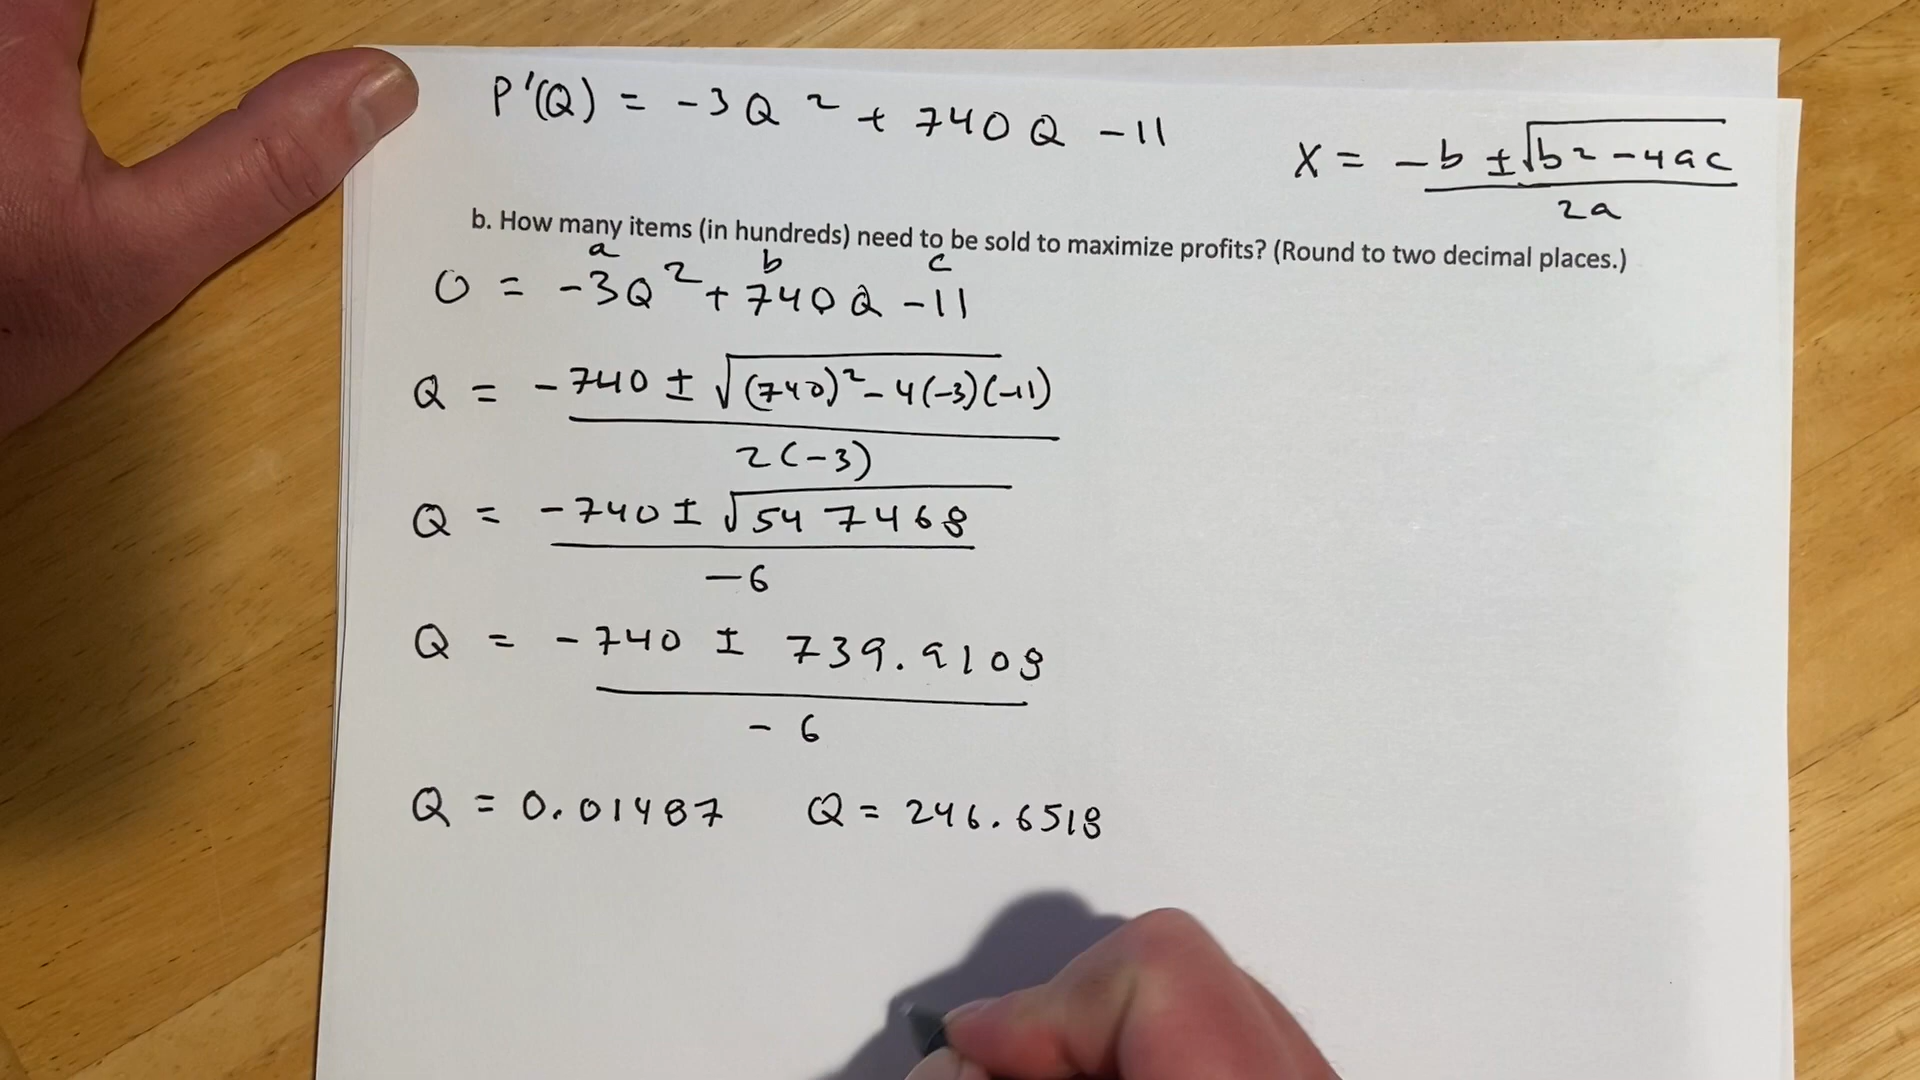 P'(Q) = -3Q² + 740Q - 11
X = -b ± √b² - 4ac
2a
b. How many items (in hundreds) need to be sold to maximize profits? (Round to two decimal places.)
a b c
0 = -3Q² + 740Q - 11
Q = -740 ± √(740)² - 4(-3)(-11)
2(-3)
Q = -740 ± √547468
-6
Q = -740 ± 739.9108
-6
Q = 0.01487 Q = 246.6518